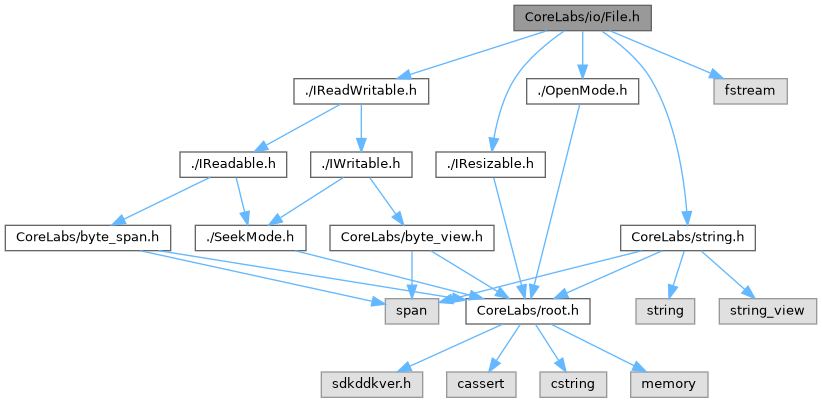 CoreLabs/io/File.h
./IReadWritable.h
./OpenMode.h
fstream
./IReadable.h
./IWritable.h
./IResizable.h
CoreLabs/byte_span.h
./SeekMode.h
CoreLabs/byte_view.h
CoreLabs/string.h
span
CoreLabs/root.h
string
string_view
sdkddkver.h
cassert
cstring
memory